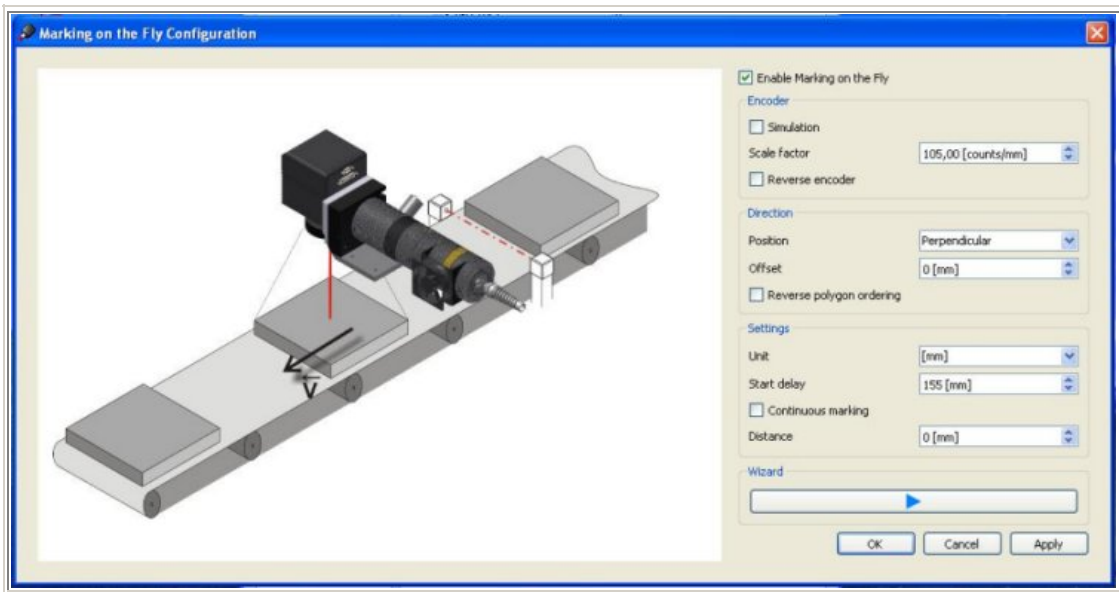 Marking on the Fly Configuration
Enable Marking on the Fly
Encoder
Simulation
Scale factor 105,00 [counts/mm]
Reverse encoder
Direction
Position Perpendicular
Offset 0 [mm]
Reverse polygon ordering
Settings
Unit [mm]
Start delay 155 [mm]
Continuous marking
Distance 0 [mm]
Wizard
OK Cancel Apply
V